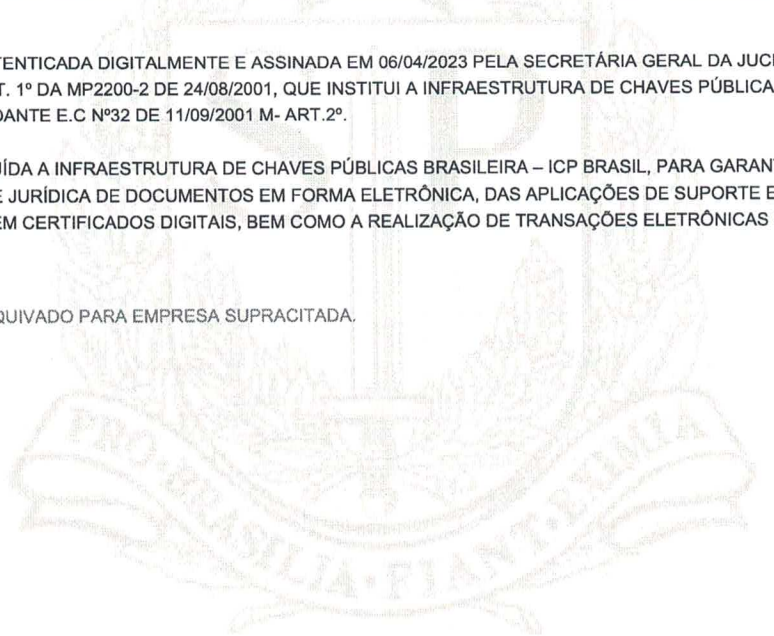 TENTICADA DIGITALMENTE E ASSINADA EM 06/04/2023 PELA SECRETÁRIA GERAL DA JUCE
T. 1º DA MP2200-2 DE 24/08/2001, QUE INSTITUI A INFRAESTRUTURA DE CHAVES PÚBLICA
DANTE E.C Nº32 DE 11/09/2001 M- ART.2º.
ÍDA A INFRAESTRUTURA DE CHAVES PÚBLICAS BRASILEIRA – ICP BRASIL, PARA GARANT
E JURÍDICA DE DOCUMENTOS EM FORMA ELETRÔNICA, DAS APLICAÇÕES DE SUPORTE E
EM CERTIFICADOS DIGITAIS, BEM COMO A REALIZAÇÃO DE TRANSAÇÕES ELETRÔNICAS
QUIVADO PARA EMPRESA SUPRACITADA.
SP
PRO·BRASILIA·FIANT·EXIMIA